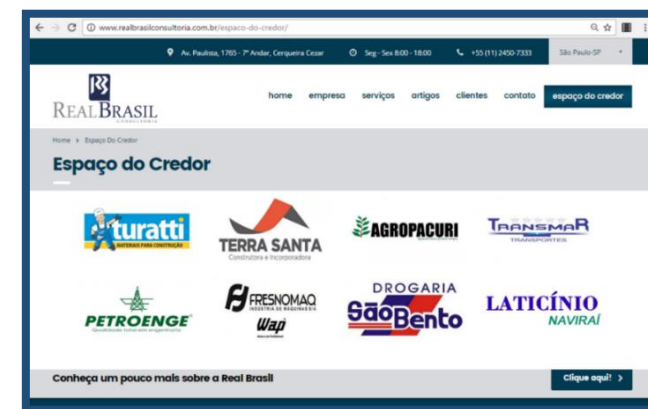 www.realbrasilconsultoria.com.br/espaco-do-credor/
Av. Paulista, 1765 - 7º Andar, Cerqueira Cezar
Seg - Sex 8:00 - 18:00
+55 (11) 2450-7333
São Paulo-SP
REAL BRASIL
CONSULTORIA
home empresa serviços artigos clientes contato espaço do credor
Home Espaço Do Credor
Espaço do Credor
turatti
MATERIAIS PARA CONSTRUÇÃO
TERRA SANTA
Construtora e Incorporadora
AGROPACURI
TRANSMAR
TRANSPORTES
PETROENGE
FRESNOMAQ
INDÚSTRIA DE MÁQUINAS S/A
Wap
DROGARIA
São Bento
LATICÍNIO
NAVIRAÍ
Conheça um pouco mais sobre a Real Brasil
Clique aqui!